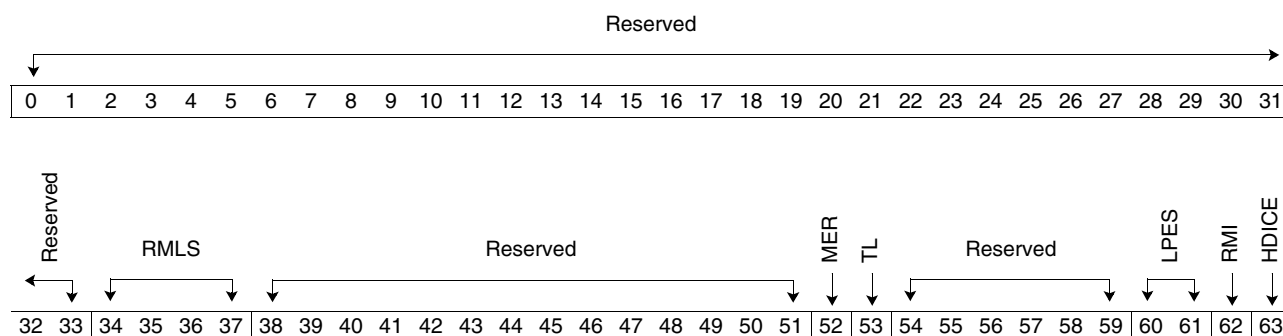 Reserved
0 1 2 3 4 5 6 7 8 9 10 11 12 13 14 15 16 17 18 19 20 21 22 23 24 25 26 27 28 29 30 31
Reserved RMLS Reserved MER TL Reserved LPES RMI HDICE
32 33 34 35 36 37 38 39 40 41 42 43 44 45 46 47 48 49 50 51 52 53 54 55 56 57 58 59 60 61 62 63